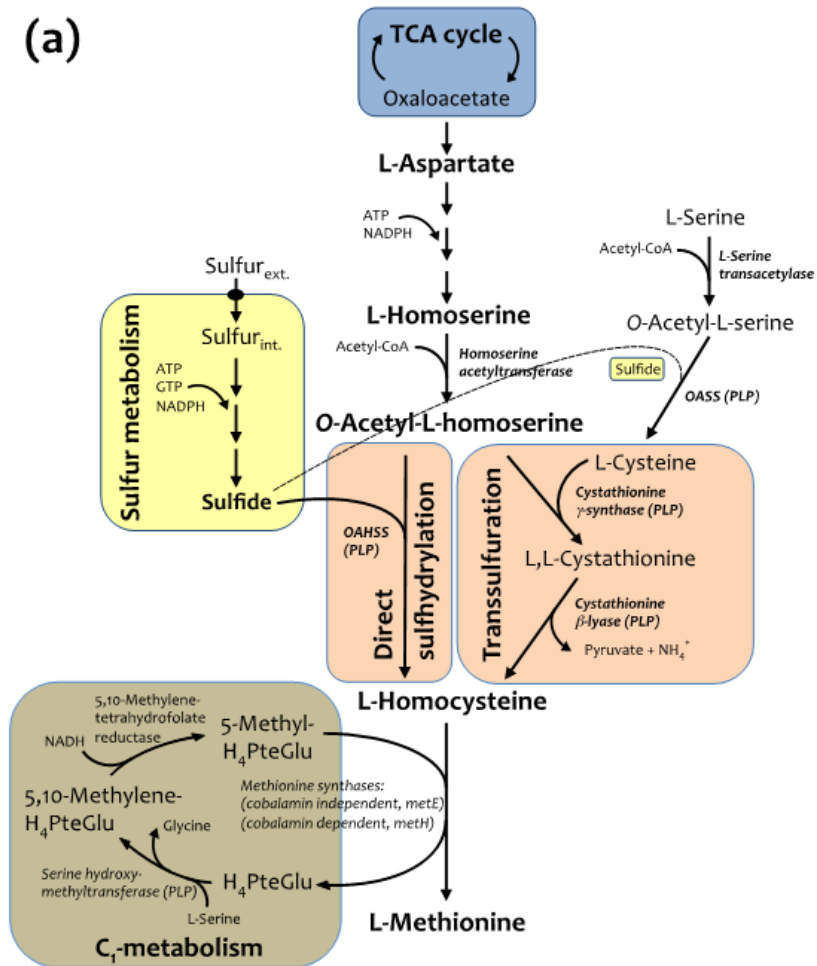 (a)
TCA cycle
Oxaloacetate
L-Aspartate
ATP
NADPH
L-Serine
Acetyl-CoA
L-Serine
transacetylase
Sulfur ext.
L-Homoserine
O-Acetyl-L-serine
Sulfur metabolism
Sulfur int.
Acetyl-CoA
Homoserine
acetyltransferase
Sulfide
ATP
GTP
NADPH
OASS (PLP)
O-Acetyl-L-homoserine
Sulfide
L-Cysteine
Cystathionine
γ-synthase (PLP)
OAHSS
(PLP)
Direct
sulfhydrylation
Transsulfuration
L,L-Cystathionine
Cystathionine
β-lyase (PLP)
Pyruvate + NH₄⁺
L-Homocysteine
5,10-Methylene-
tetrahydrofolate
reductase
NADH
5-Methyl-
H₄PteGlu
5,10-Methylene-
H₄PteGlu
Methionine synthases:
(cobalamin independent, metE)
(cobalamin dependent, metH)
Glycine
Serine hydroxy-
methyltransferase (PLP)
H₄PteGlu
L-Serine
L-Methionine
C₁-metabolism